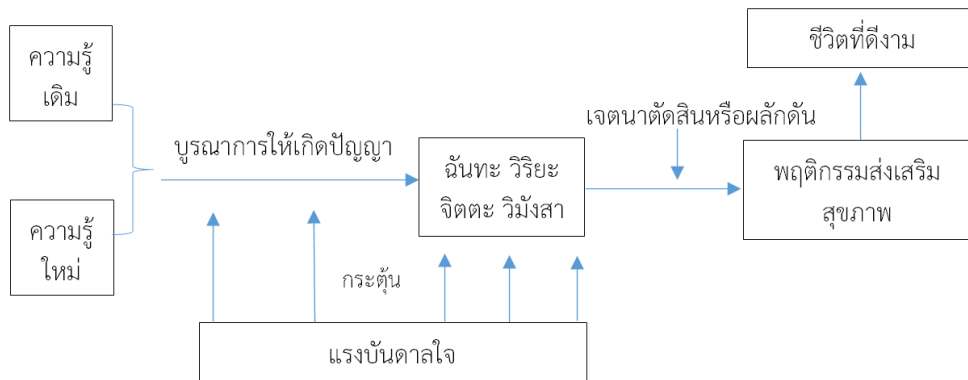 ความรู้
เดิม
ความรู้
ใหม่
บูรณาการให้เกิดปัญญา
ฉันทะ วิริยะ
จิตตะ วิมังสา
กระตุ้น
แรงบันดาลใจ
เจตนาตัดสินหรือผลักดัน
พฤติกรรมส่งเสริม
สุขภาพ
ชีวิตที่ดีงาม